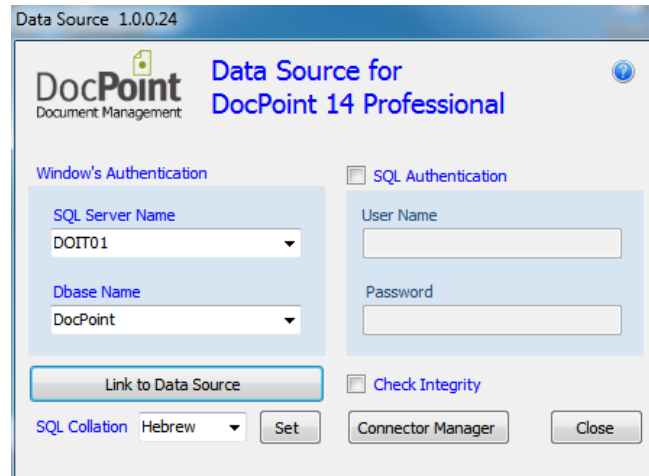 Data Source 1.0.0.24
DocPoint
Document Management
Data Source for
DocPoint 14 Professional
?
Window's Authentication
SQL Authentication
SQL Server Name
DOIT01
User Name
Dbase Name
DocPoint
Password
Link to Data Source
Check Integrity
SQL Collation Hebrew Set Connector Manager Close